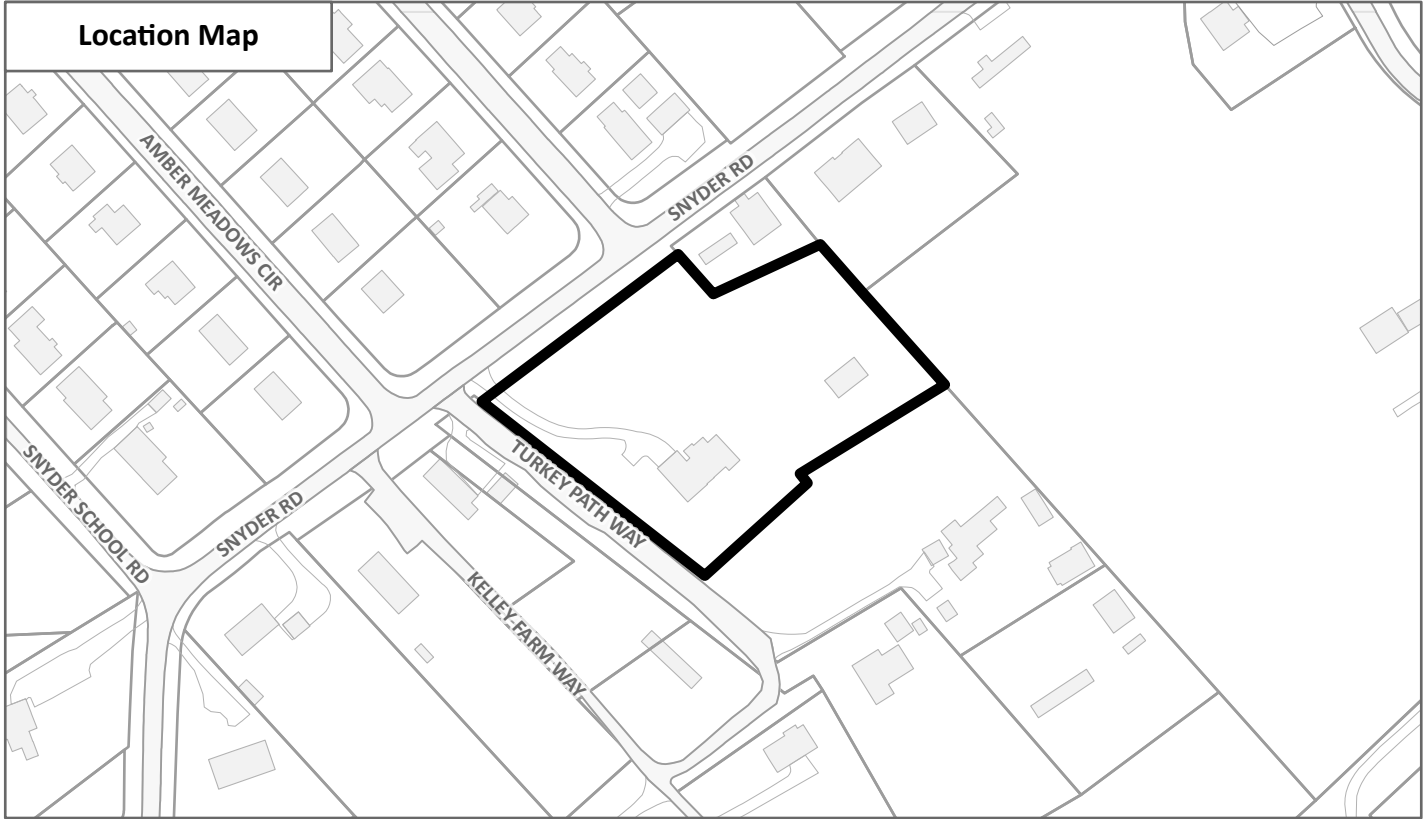 Location Map
AMBER MEADOWS CIR
SNYDER RD
TURKEY PATH WAY
SNYDER SCHOOL RD
SNYDER RD
KELLEY FARM WAY